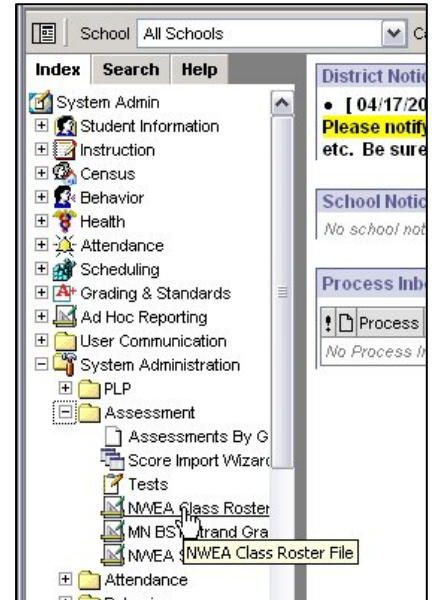 School All Schools Ca
Index Search Help
System Admin
Student Information
Instruction
Census
Behavior
Health
Attendance
Scheduling
A+ Grading & Standards
Ad Hoc Reporting
User Communication
System Administration
PLP
Assessment
Assessments By G
Score Import Wizard
Tests
NWEA Class Roster
MN BS Strand Gra
NWEA S
NWEA Class Roster File
Attendance
District Notic
• [ 04/17/20
Please notify
etc. Be sure
School Notic
No school not
Process Inb
! Process
No Process In